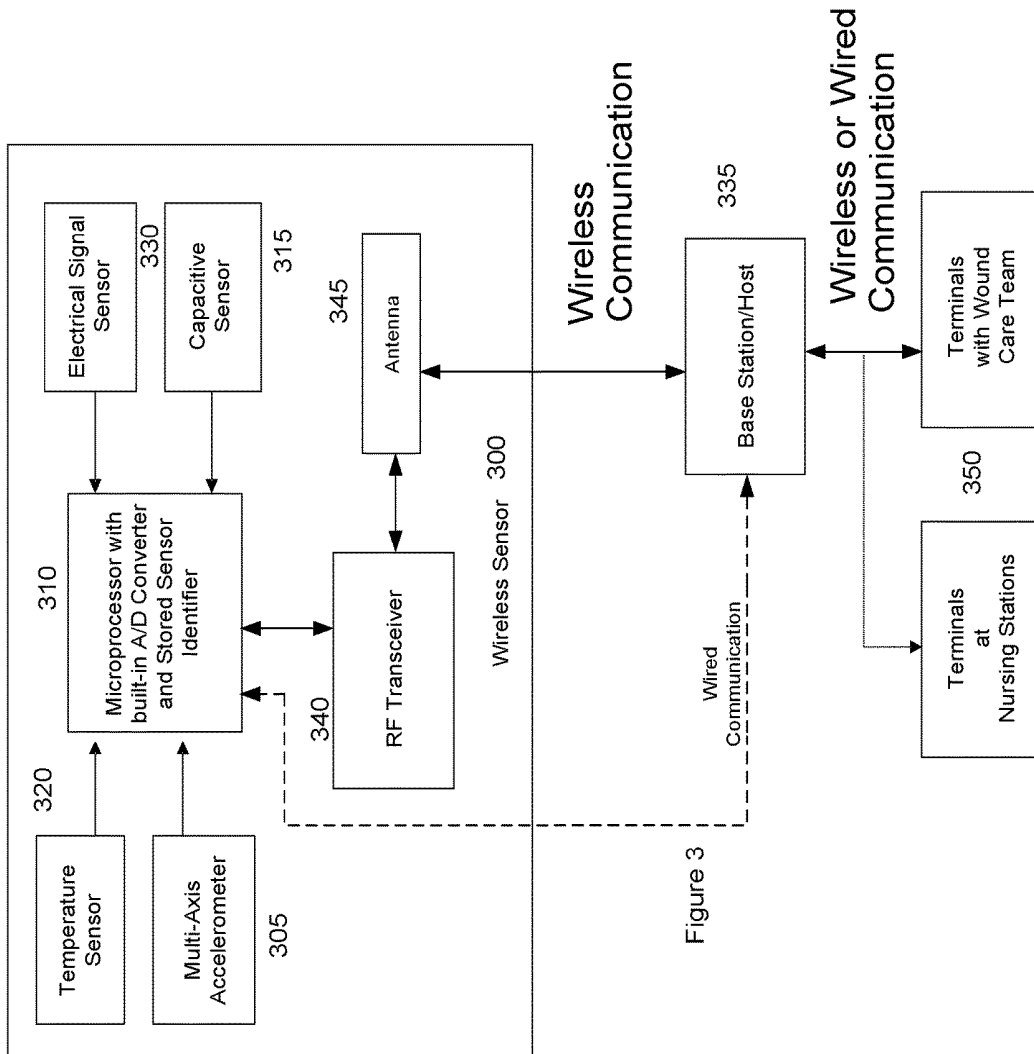 Temperature
Sensor
320
Multi-Axis
Accelerometer
305
310
Microprocessor with
built-in A/D Converter
and Stored Sensor
Identifier
Electrical Signal
Sensor
330
Capacitive
Sensor
315
340
RF Transceiver
345
Antenna
Wireless Sensor 300
Wireless
Communication
Wired
Communication
335
Base Station/Host
Wireless or Wired
Communication
Terminals
at
Nursing Stations
350
Terminals
with Wound
Care Team
Figure 3